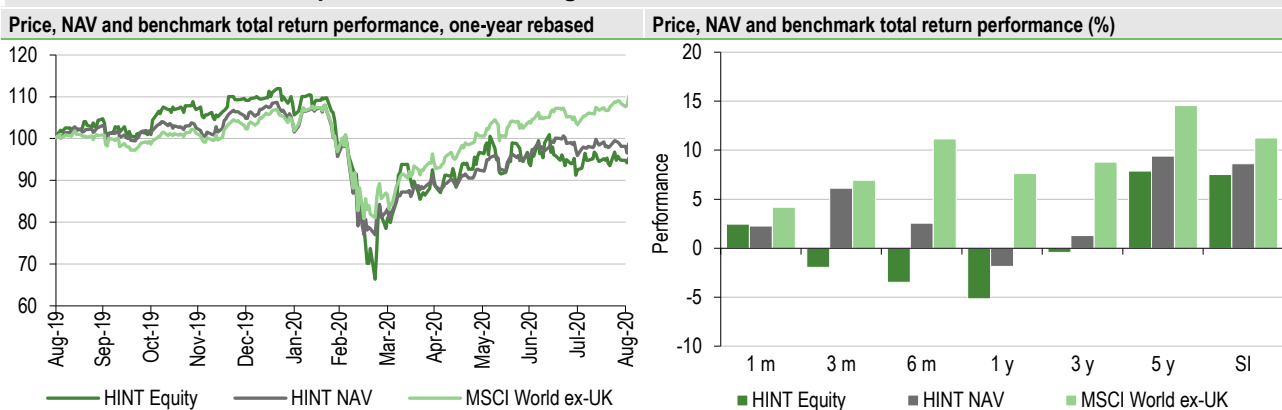 Price, NAV and benchmark total return performance, one-year rebased
120
110
100
90
80
70
60
Aug-19
Sep-19
Oct-19
Nov-19
Dec-19
Jan-20
Feb-20
Mar-20
Apr-20
May-20
Jun-20
Jul-20
Aug-20
HINT Equity
HINT NAV
MSCI World ex-UK
Price, NAV and benchmark total return performance (%)
Performance
20
15
10
5
0
-5
-10
1 m
3 m
6 m
1 y
3 y
5 y
SI
HINT Equity
HINT NAV
MSCI World ex-UK